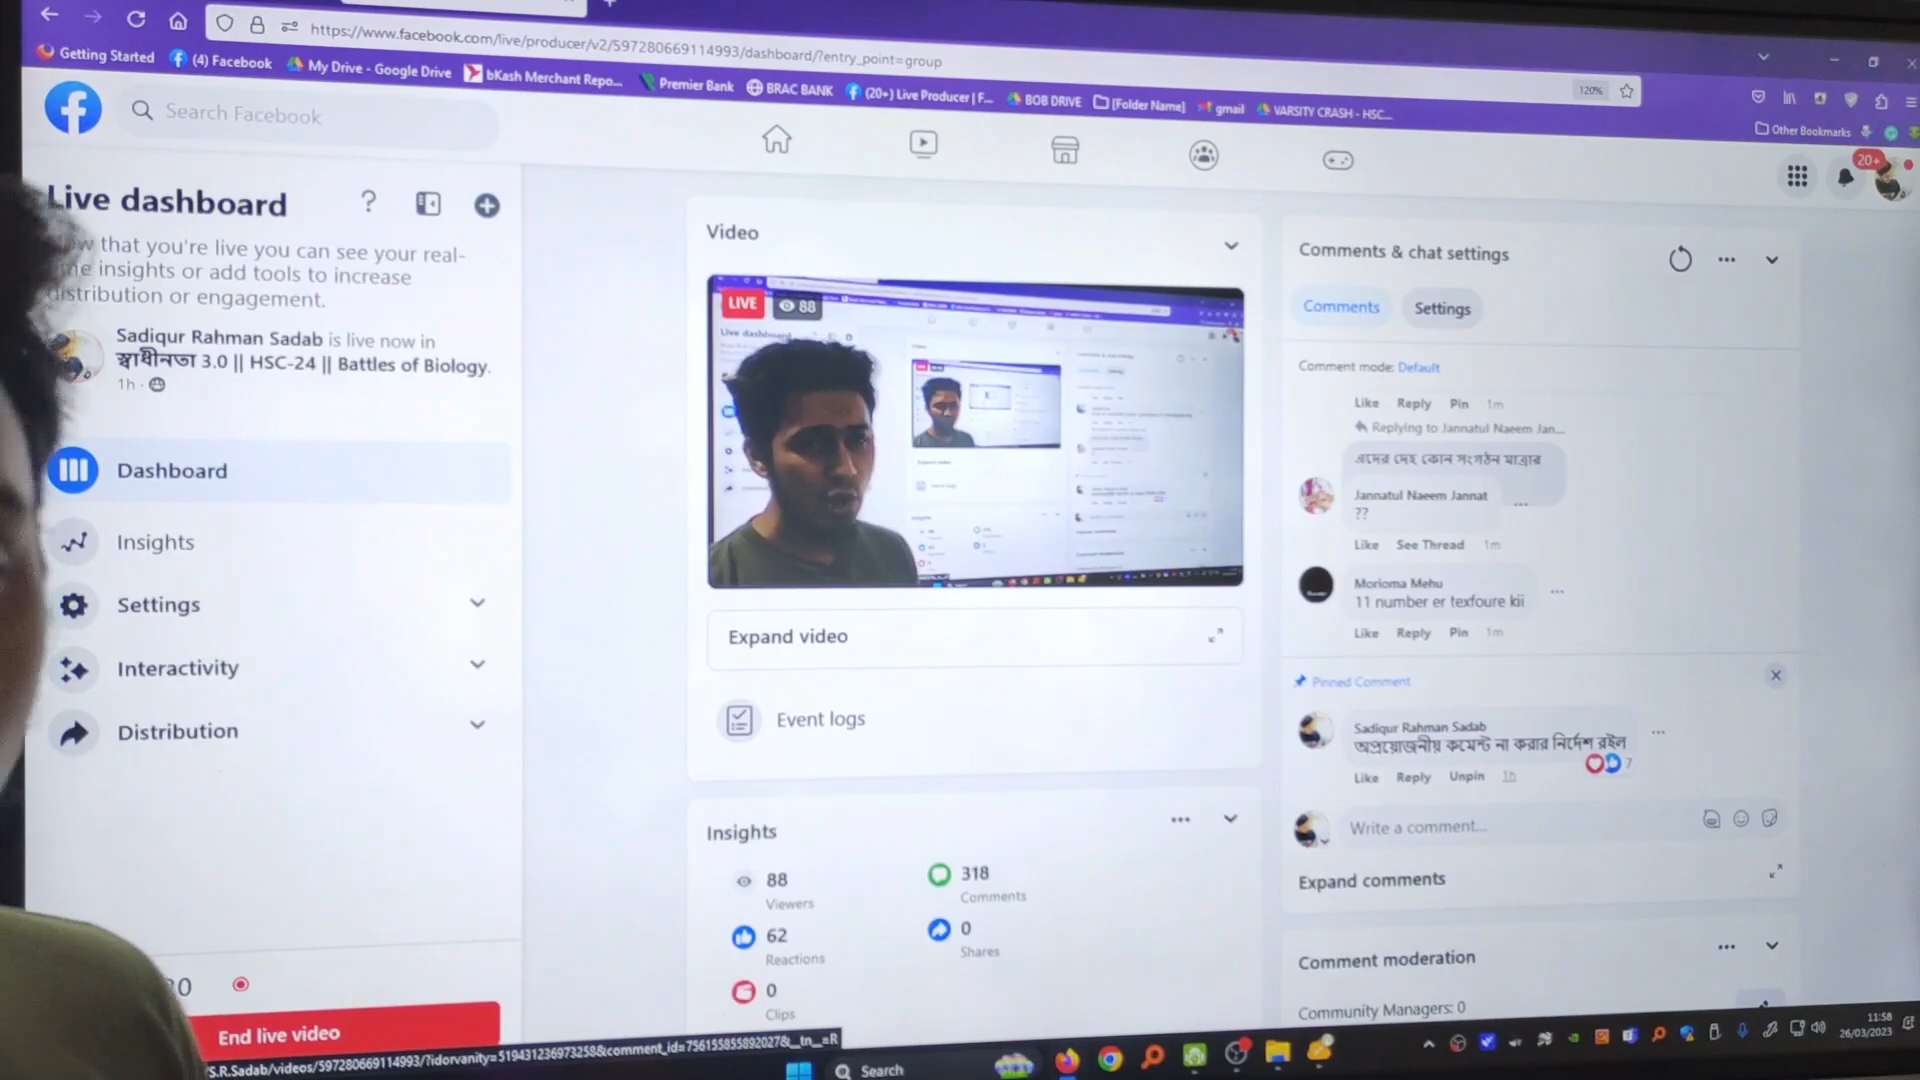 https://www.facebook.com/live/producer/v2/597280669114993/dashboard/?entry_point=group
120%
Getting Started
(4) Facebook
My Drive - Google Drive
bKash Merchant Repo...
Premier Bank
BRAC BANK
(20+) Live Producer | F...
BOB DRIVE
[Folder Name]
gmail
VARSITY CRASH - HSC...
Other Bookmarks
Search Facebook
20+
Live dashboard
that you're live you can see your real-
insights or add tools to increase
distribution or engagement.
Sadiqur Rahman Sadab is live now in
স্বাধীনতা 3.0 || HSC-24 || Battles of Biology.
1h
Dashboard
Insights
Settings
Interactivity
Distribution
End live video
Video
LIVE 88
Live dashboard
Expand video
Event logs
Insights
88
Viewers
318
Comments
62
Reactions
0
Shares
0
Clips
Comments & chat settings
Comments Settings
Comment mode: Default
Like Reply Pin 1m
Replying to Jannatul Naeem Jan...
এদের দেহ কোন সংগঠন মাত্রার
Jannatul Naeem Jannat
??
Like See Thread 1m
Morioma Mehu
11 number er texfoure kii
Like Reply Pin 1m
Pinned Comment
Sadiqur Rahman Sadab
অপ্রয়োজনীয় কমেন্ট না করার নির্দেশ রইল
7
Like Reply Unpin 1h
Write a comment...
Expand comments
Comment moderation
Community Managers: 0
S.R.Sadab/videos/597280669114993/?idorvanity=519431236973258&comment_id=756155855892027&__tn__=R
Search
11:58
26/03/2023